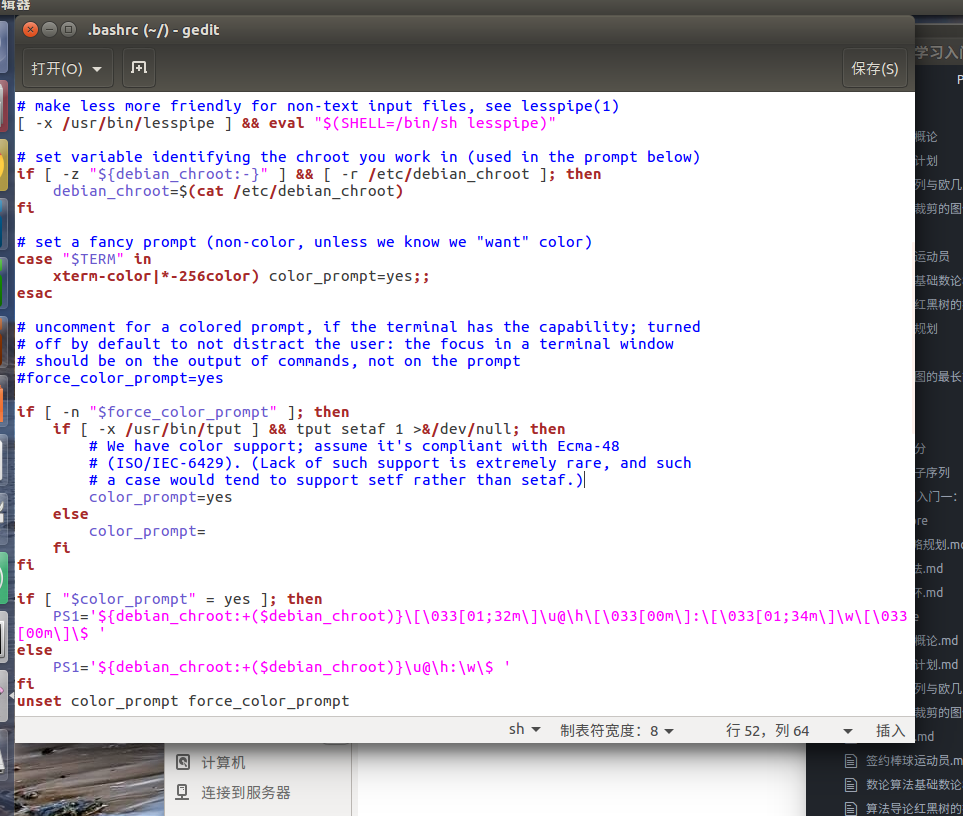 辑器
.bashrc (~/) - gedit
打开(O)
保存(S)
# make less more friendly for non-text input files, see lesspipe(1)
[ -x /usr/bin/lesspipe ] && eval "$(SHELL=/bin/sh lesspipe)"
# set variable identifying the chroot you work in (used in the prompt below)
if [ -z "${debian_chroot:-}" ] && [ -r /etc/debian_chroot ]; then
    debian_chroot=$(cat /etc/debian_chroot)
fi
# set a fancy prompt (non-color, unless we know we "want" color)
case "$TERM" in
    xterm-color|*-256color) color_prompt=yes;;
esac
# uncomment for a colored prompt, if the terminal has the capability; turned
# off by default to not distract the user: the focus in a terminal window
# should be on the output of commands, not on the prompt
#force_color_prompt=yes
if [ -n "$force_color_prompt" ]; then
    if [ -x /usr/bin/tput ] && tput setaf 1 >&/dev/null; then
        # We have color support; assume it's compliant with Ecma-48
        # (ISO/IEC-6429). (Lack of such support is extremely rare, and such
        # a case would tend to support setf rather than setaf.)
        color_prompt=yes
    else
        color_prompt=
    fi
fi
if [ "$color_prompt" = yes ]; then
    PS1='${debian_chroot:+($debian_chroot)}\[\033[01;32m\]\u@\h\[\033[00m\]:\[\033[01;34m\]\w\[\033
[00m\]\$ '
else
    PS1='${debian_chroot:+($debian_chroot)}\u@\h:\w\$ '
fi
unset color_prompt force_color_prompt
sh
制表符宽度：8
行 52，列 64
插入
计算机
连接到服务器
学习入门
P
概论
计划
列与欧几
裁剪的图
运动员
基础数论
红黑树的
规划
图的最长
分
子序列
入门一：
re
格规划.md
法.md
环.md
e
概论.md
计划.md
列与欧几
裁剪的图
.md
签约棒球运动员.m
数论算法基础数论
算法导论红黑树的